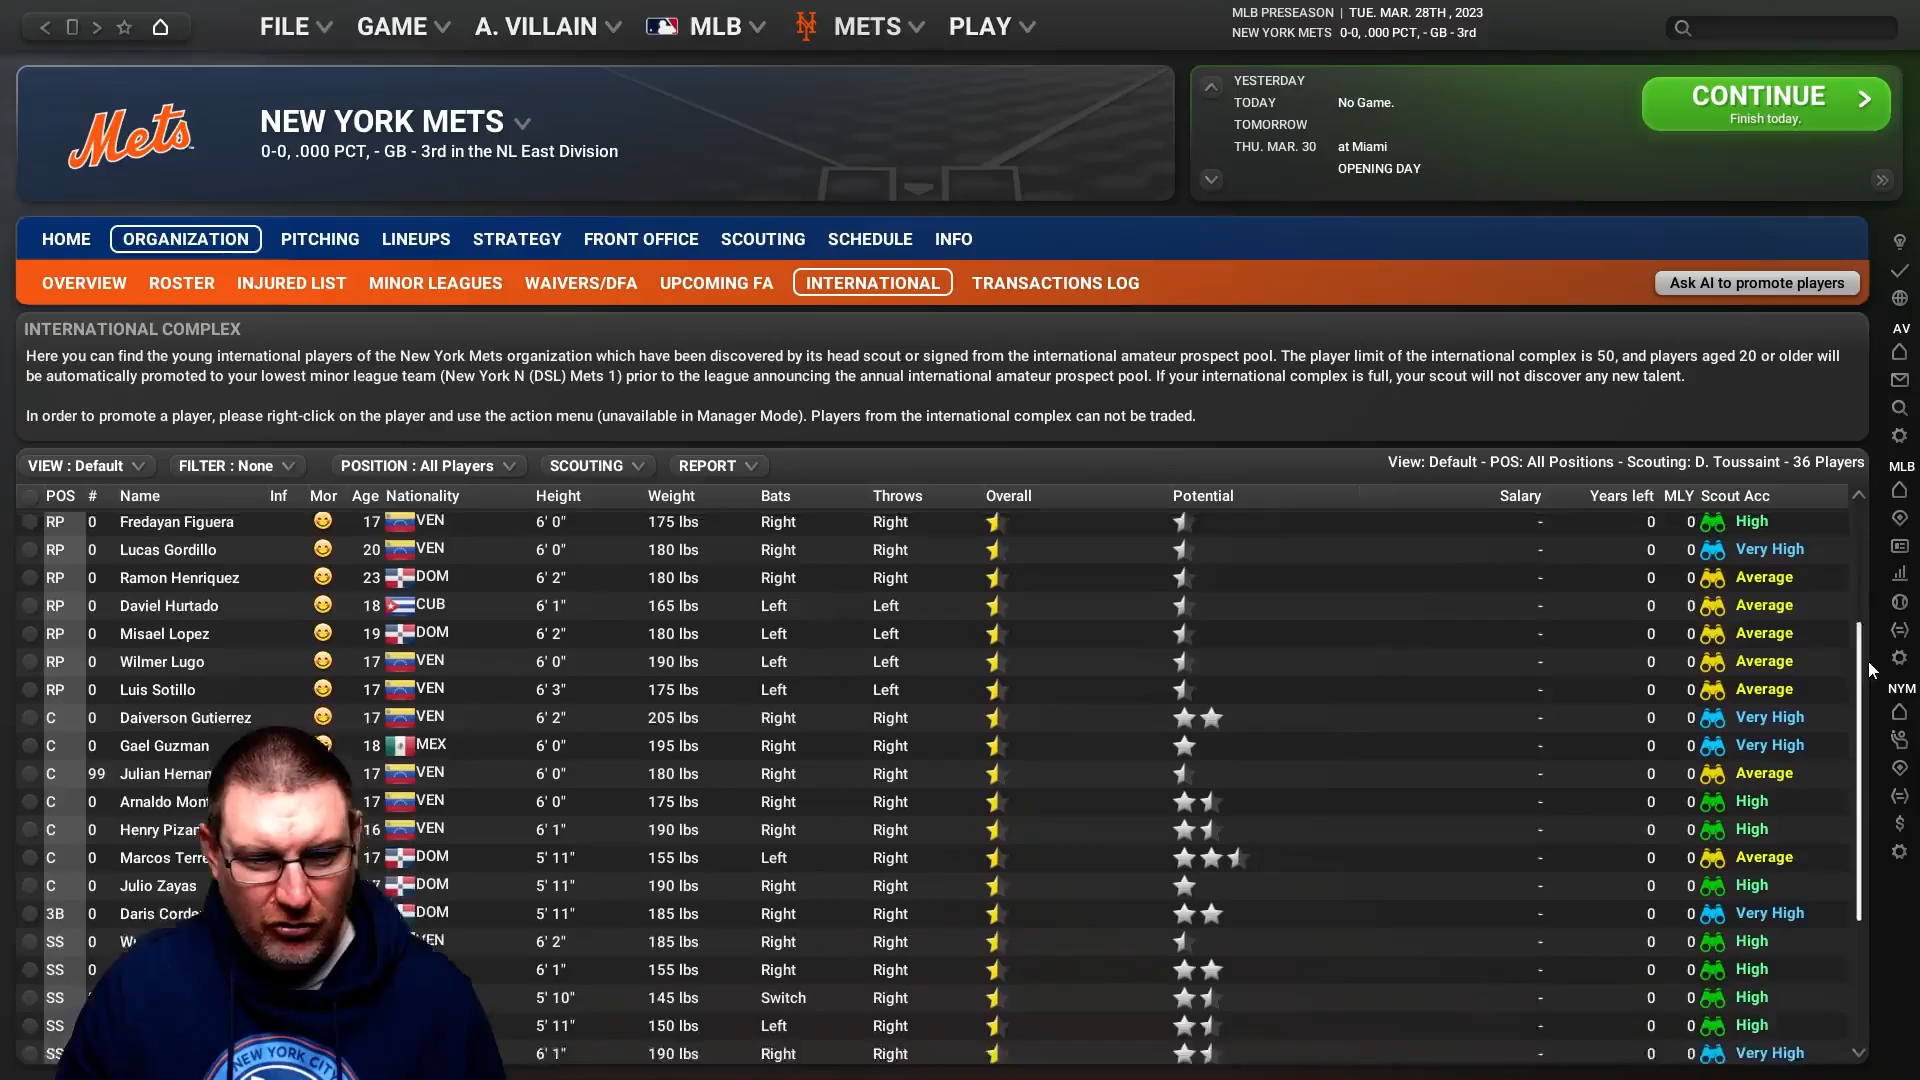 FILE GAME A. VILLAIN MLB METS PLAY
MLB PRESEASON | TUE. MAR. 28TH , 2023
NEW YORK METS 0-0, .000 PCT, - GB - 3rd
Mets
NEW YORK METS
0-0, .000 PCT, - GB - 3rd in the NL East Division
YESTERDAY
TODAY No Game.
TOMORROW
THU. MAR. 30 at Miami
OPENING DAY
CONTINUE
Finish today.
HOME ORGANIZATION PITCHING LINEUPS STRATEGY FRONT OFFICE SCOUTING SCHEDULE INFO
OVERVIEW ROSTER INJURED LIST MINOR LEAGUES WAIVERS/DFA UPCOMING FA INTERNATIONAL TRANSACTIONS LOG
Ask AI to promote players
INTERNATIONAL COMPLEX
Here you can find the young international players of the New York Mets organization which have been discovered by its head scout or signed from the international amateur prospect pool. The player limit of the international complex is 50, and players aged 20 or older will
be automatically promoted to your lowest minor league team (New York N (DSL) Mets 1) prior to the league announcing the annual international amateur prospect pool. If your international complex is full, your scout will not discover any new talent.
In order to promote a player, please right-click on the player and use the action menu (unavailable in Manager Mode). Players from the international complex can not be traded.
VIEW : Default FILTER : None POSITION : All Players SCOUTING REPORT
View: Default - POS: All Positions - Scouting: D. Toussaint - 36 Players
POS # Name Inf Mor Age Nationality Height Weight Bats Throws Overall Potential Salary Years left MLY Scout Acc
RP 0 Fredayan Figuera 17 VEN 6' 0" 175 lbs Right Right - 0 0 High
RP 0 Lucas Gordillo 20 VEN 6' 0" 180 lbs Right Right - 0 0 Very High
RP 0 Ramon Henriquez 23 DOM 6' 2" 180 lbs Right Right - 0 0 Average
RP 0 Daviel Hurtado 18 CUB 6' 1" 165 lbs Left Left - 0 0 Average
RP 0 Misael Lopez 19 DOM 6' 2" 180 lbs Left Left - 0 0 Average
RP 0 Wilmer Lugo 17 VEN 6' 0" 190 lbs Left Left - 0 0 Average
RP 0 Luis Sotillo 17 VEN 6' 3" 175 lbs Left Left - 0 0 Average
C 0 Daiverson Gutierrez 17 VEN 6' 2" 205 lbs Right Right - 0 0 Very High
C 0 Gael Guzman 18 MEX 6' 0" 195 lbs Right Right - 0 0 Very High
C 99 Julian Hernan 17 VEN 6' 0" 180 lbs Right Right - 0 0 Average
C 0 Arnaldo Mon 17 VEN 6' 0" 175 lbs Right Right - 0 0 High
C 0 Henry Pizar 16 VEN 6' 1" 190 lbs Right Right - 0 0 High
C 0 Marcos Terre 17 DOM 5' 11" 155 lbs Left Right - 0 0 Average
C 0 Julio Zayas DOM 5' 11" 190 lbs Right Right - 0 0 High
3B 0 Daris Corde DOM 5' 11" 185 lbs Right Right - 0 0 Very High
SS 0 VEN 6' 2" 185 lbs Right Right - 0 0 High
SS 0 6' 1" 155 lbs Right Right - 0 0 High
SS 5' 10" 145 lbs Switch Right - 0 0 High
SS 5' 11" 150 lbs Left Right - 0 0 High
SS 6' 1" 190 lbs Right Right - 0 0 Very High
AV
MLB
NYM
NEW YORK CITY